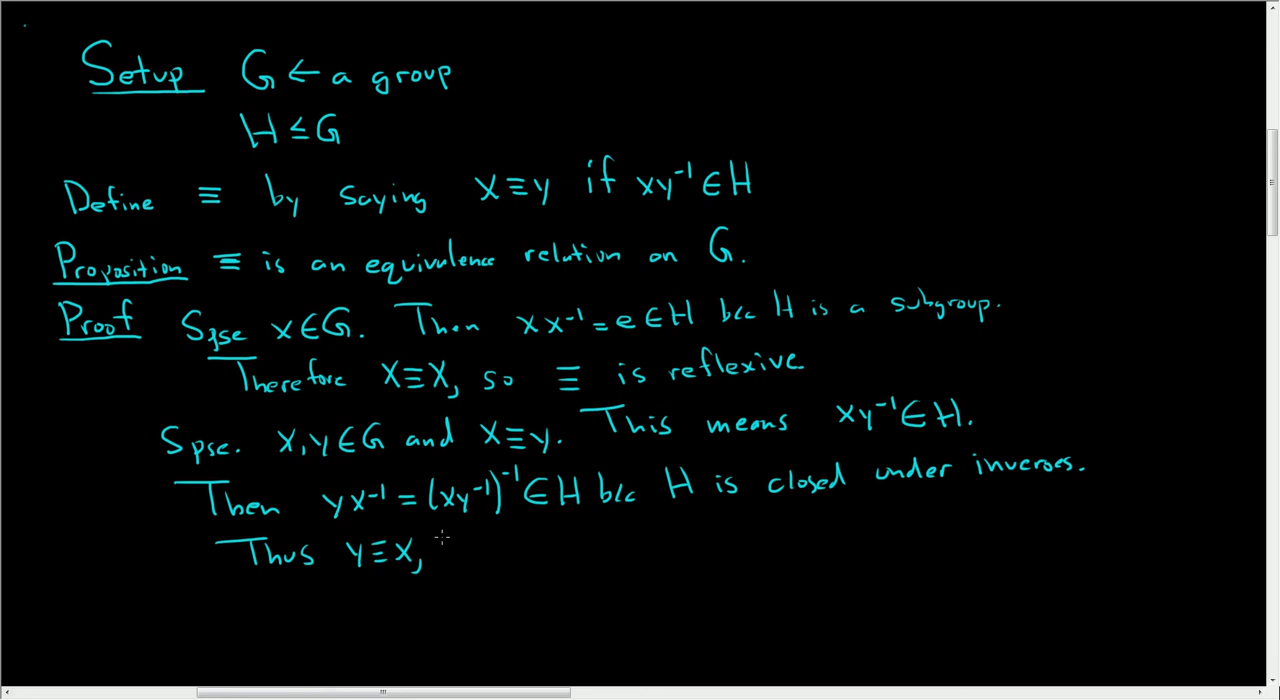 Setup G ← a group
H ≤ G
Define ≡ by saying x ≡ y if xy⁻¹ ∈ H
Proposition ≡ is an equivalence relation on G.
Proof Spse x ∈ G. Then xx⁻¹ = e ∈ H b/c H is a subgroup.
Therefore x ≡ x, so ≡ is reflexive
Spse. x, y ∈ G and x ≡ y. This means xy⁻¹ ∈ H.
Then yx⁻¹ = (xy⁻¹)⁻¹ ∈ H b/c H is closed under inverses.
Thus y ≡ x,